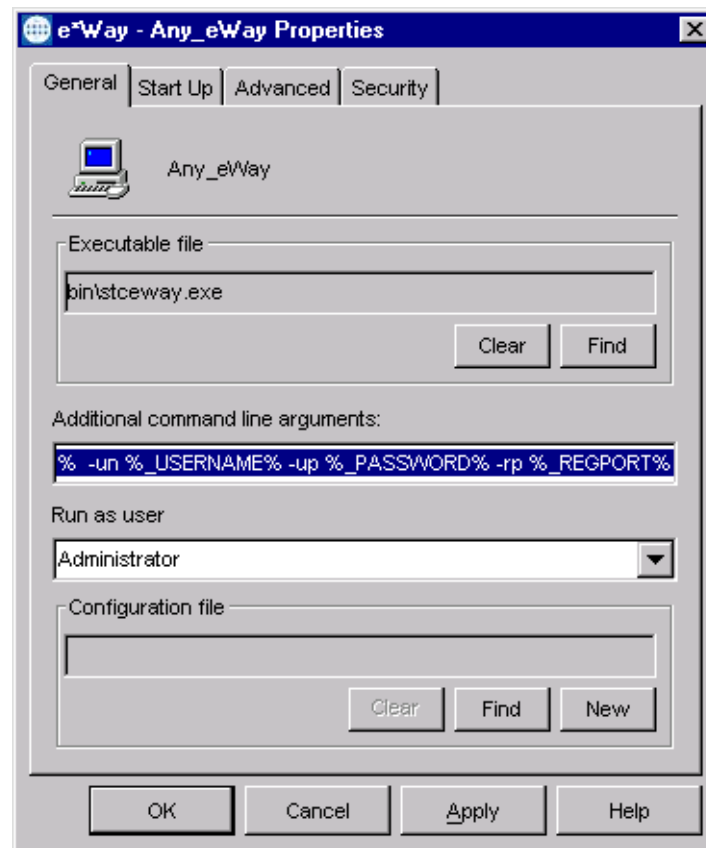 e*Way - Any_eWay Properties
General Start Up Advanced Security
Any_eWay
Executable file
bin\stceway.exe
Clear Find
Additional command line arguments:
% -un %_USERNAME% -up %_PASSWORD% -rp %_REGPORT%
Run as user
Administrator
Configuration file
Clear Find New
OK Cancel Apply Help